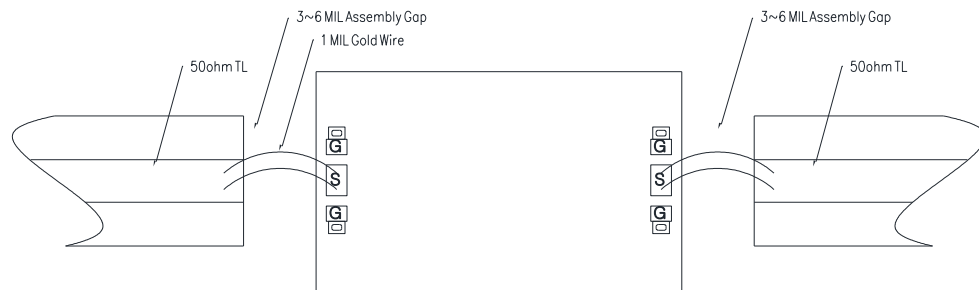 3~6 MIL Assembly Gap
3~6 MIL Assembly Gap
1 MIL Gold Wire
50ohm TL
50ohm TL
G
G
S
S
G
G